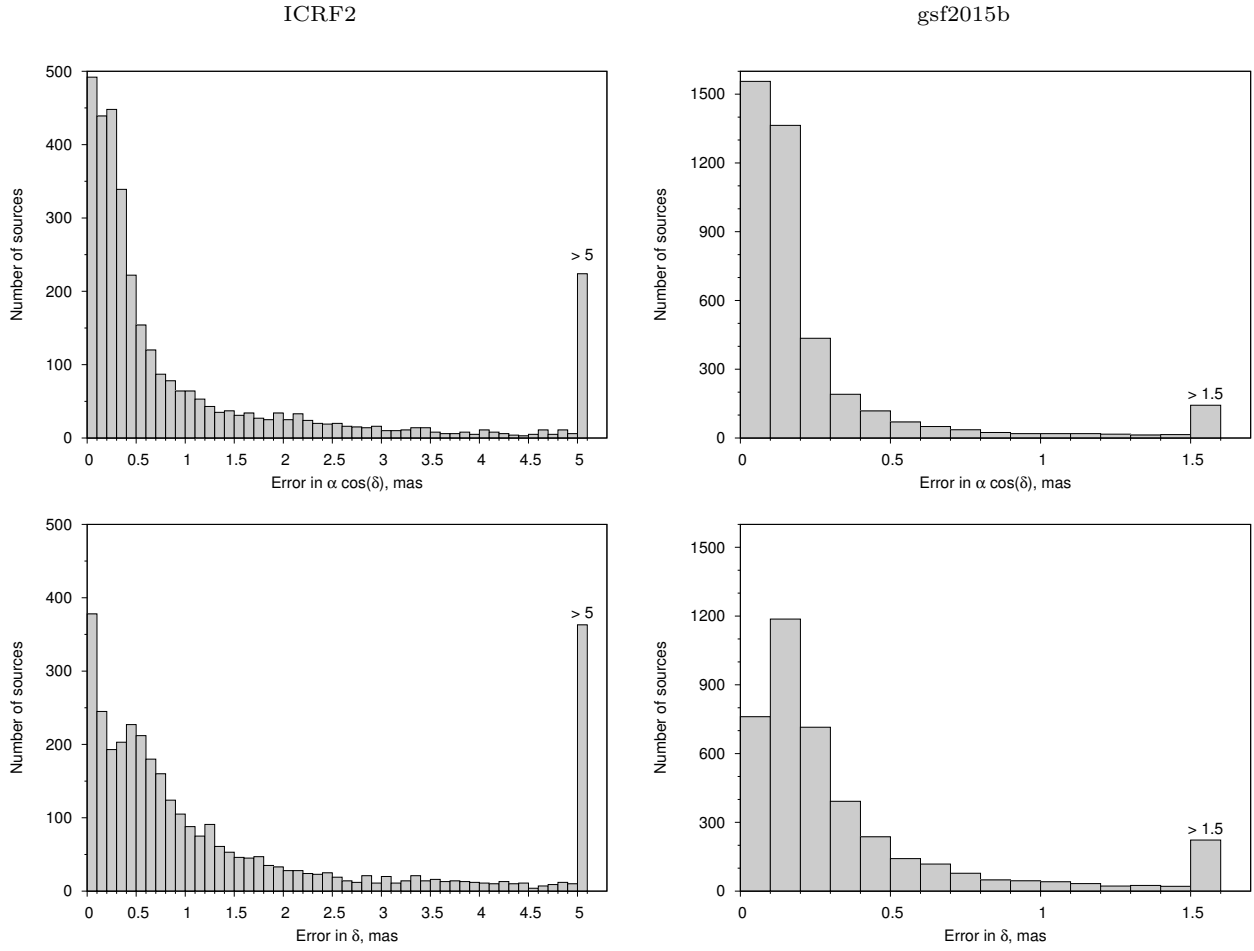 ICRF2
gsf2015b
500
400
300
200
100
0
Number of sources
> 5
0 0.5 1 1.5 2 2.5 3 3.5 4 4.5 5
Error in α cos(δ), mas
1500
1200
900
600
300
0
Number of sources
> 1.5
0 0.5 1 1.5
Error in α cos(δ), mas
500
400
300
200
100
0
Number of sources
> 5
0 0.5 1 1.5 2 2.5 3 3.5 4 4.5 5
Error in δ, mas
1500
1200
900
600
300
0
Number of sources
> 1.5
0 0.5 1 1.5
Error in δ, mas